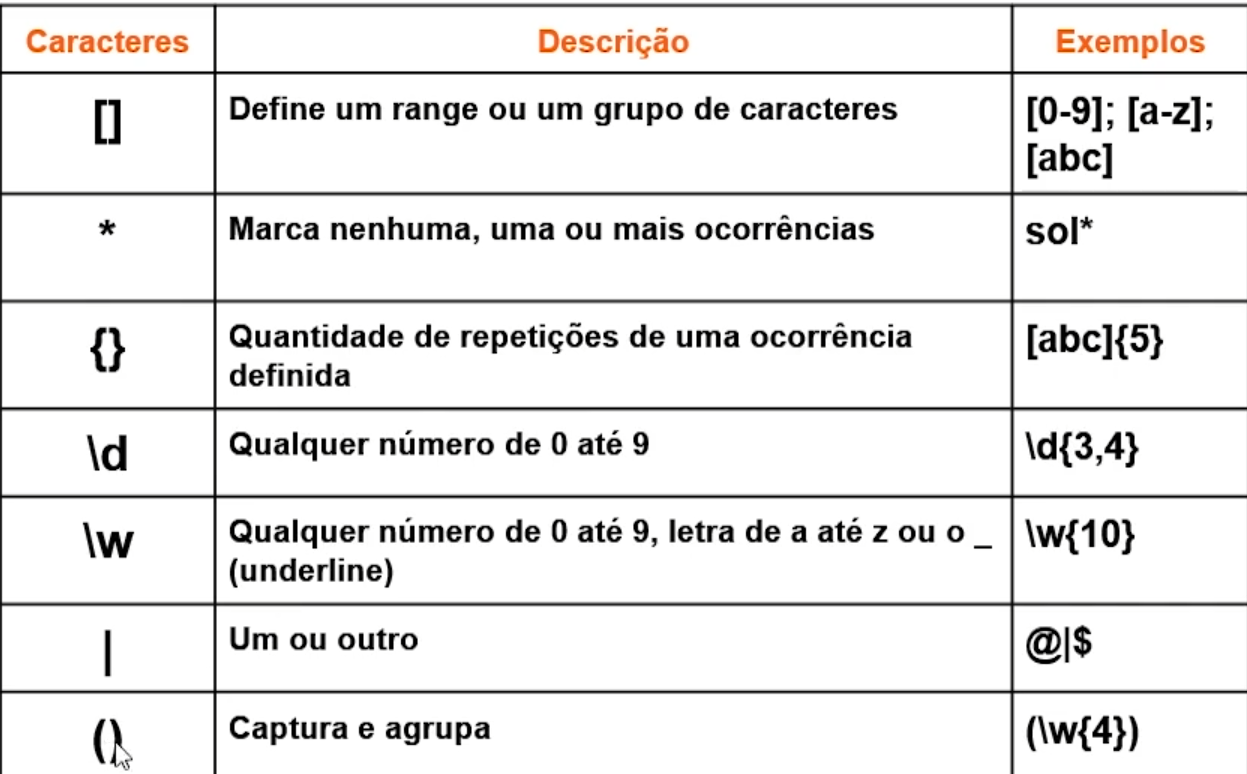 Caracteres Descrição Exemplos
[] Define um range ou um grupo de caracteres [0-9]; [a-z];
[abc]
* Marca nenhuma, uma ou mais ocorrências sol*
{} Quantidade de repetições de uma ocorrência [abc]{5}
definida
\d Qualquer número de 0 até 9 \d{3,4}
\w Qualquer número de 0 até 9, letra de a até z ou o _ \w{10}
(underline)
| Um ou outro @|$
() Captura e agrupa (\w{4})